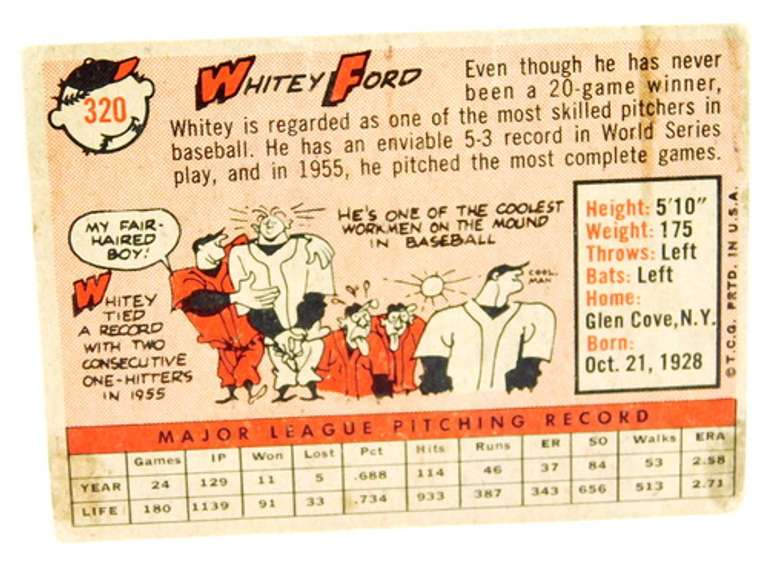 320
WHITEY FORD
Even though he has never
been a 20-game winner,
Whitey is regarded as one of the most skilled pitchers in
baseball. He has an enviable 5-3 record in World Series
play, and in 1955, he pitched the most complete games.
MY FAIR-
HAIRED
BOY!
HE'S ONE OF THE COOLEST
WORKMEN ON THE MOUND
IN BASEBALL
COOL.
MAN
WHITEY
TIED
A RECORD
WITH TWO
CONSECUTIVE
ONE-HITTERS
IN 1955
Height: 5'10"
Weight: 175
Throws: Left
Bats: Left
Home:
Glen Cove, N.Y.
Born:
Oct. 21, 1928
© T.C.G. PRTD. IN U.S.A.
MAJOR LEAGUE PITCHING RECORD
Games IP Won Lost Pct Hits Runs ER SO Walks ERA
YEAR 24 129 11 5 .688 114 46 37 84 53 2.58
LIFE 180 1139 91 33 .734 933 387 343 656 513 2.71